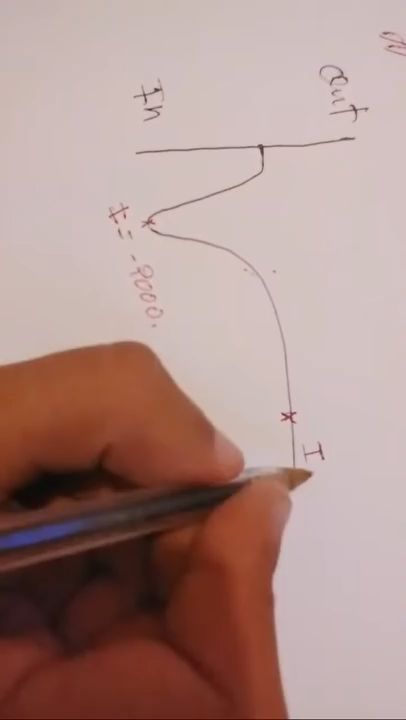 In
out
I = -9000.
I